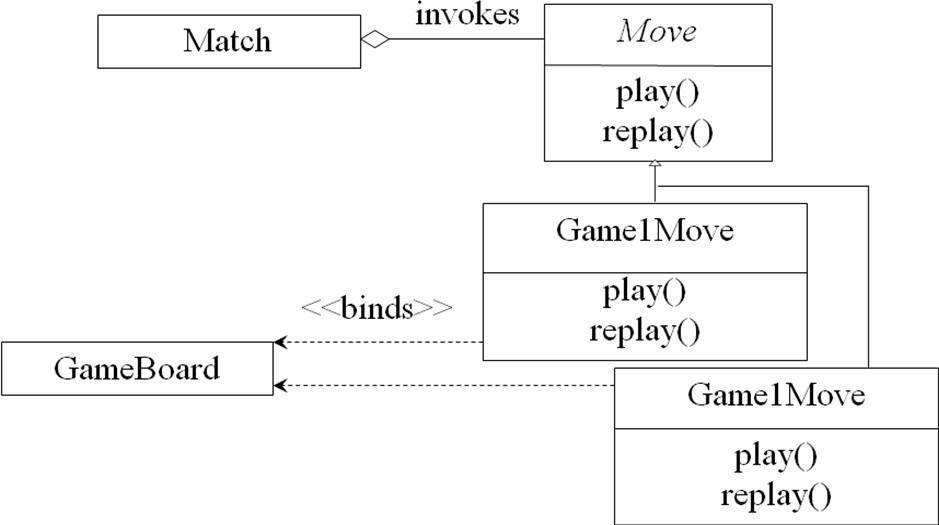 invokes
Match
Move
play()
replay()
Game1Move
play()
replay()
<<binds>>
GameBoard
Game1Move
play()
replay()